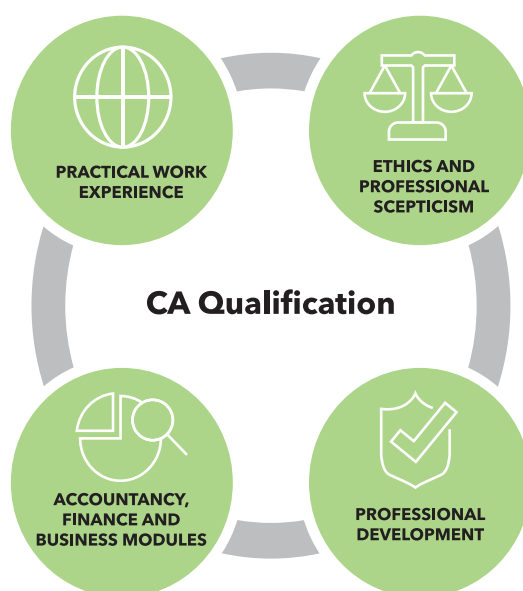 PRACTICAL WORK
EXPERIENCE
ETHICS AND
PROFESSIONAL
SCEPTICISM
CA Qualification
ACCOUNTANCY,
FINANCE AND
BUSINESS MODULES
PROFESSIONAL
DEVELOPMENT